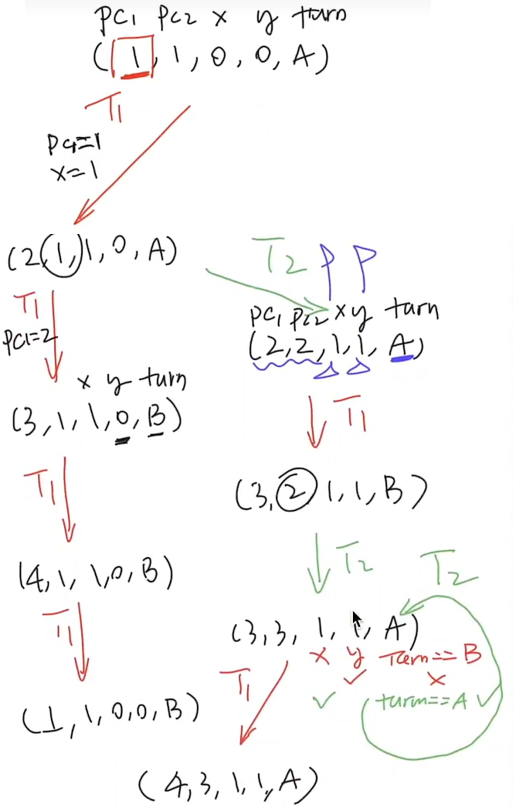 PC1 PC2 x y turn
(1, 1, 0, 0, A)
T1
PC1=1
x=1
(2, 1, 1, 0, A)
T2 P P
T1
PC1=2
PC1 PC2 x y turn
(2, 2, 1, 1, A)
x y turn
(3, 1, 1, 0, B)
T1
T1
(3, 2, 1, 1, B)
(4, 1, 1, 0, B)
T2
T2
T1
(3, 3, 1, 1, A)
x y Turn==B
✓ ×
T1
✓ (turn==A ✓
(1, 1, 0, 0, B)
(4, 3, 1, 1, A)